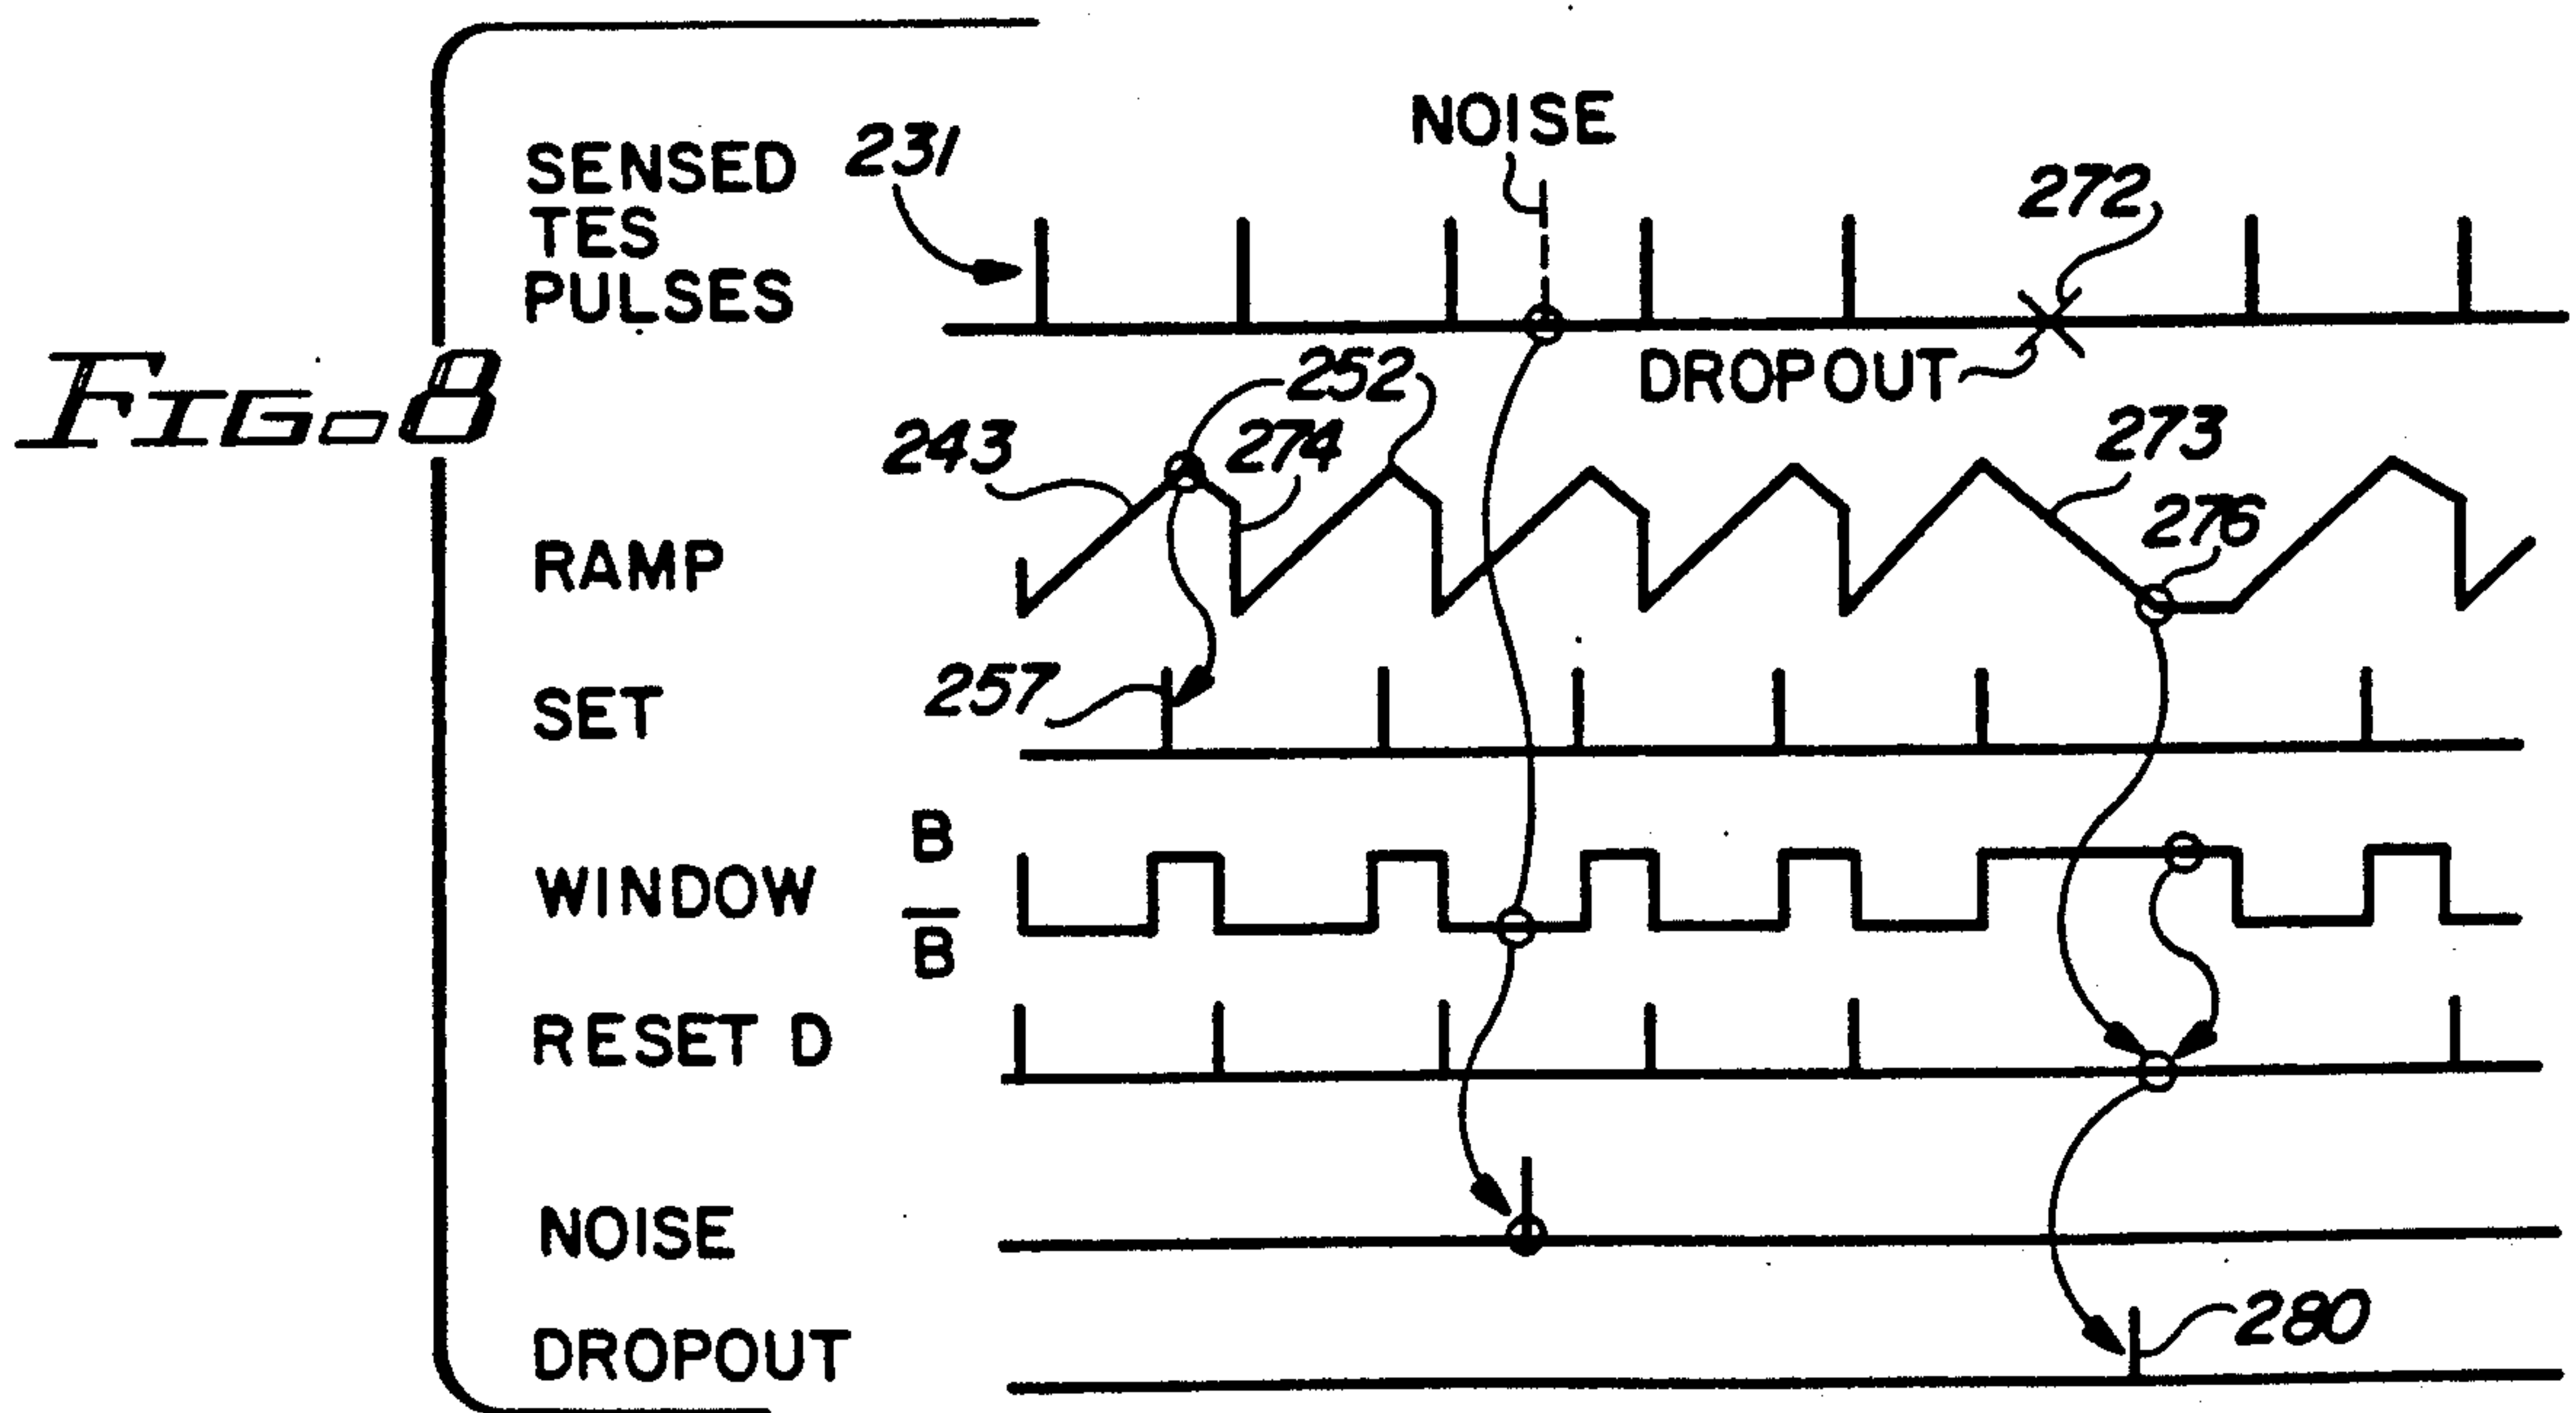 SENSED
TES
PULSES
231
NOISE
272
DROPOUT
FIG. 8
252
243
274
273
276
RAMP
257
SET
B
WINDOW
B̅
RESET D
NOISE
280
DROPOUT